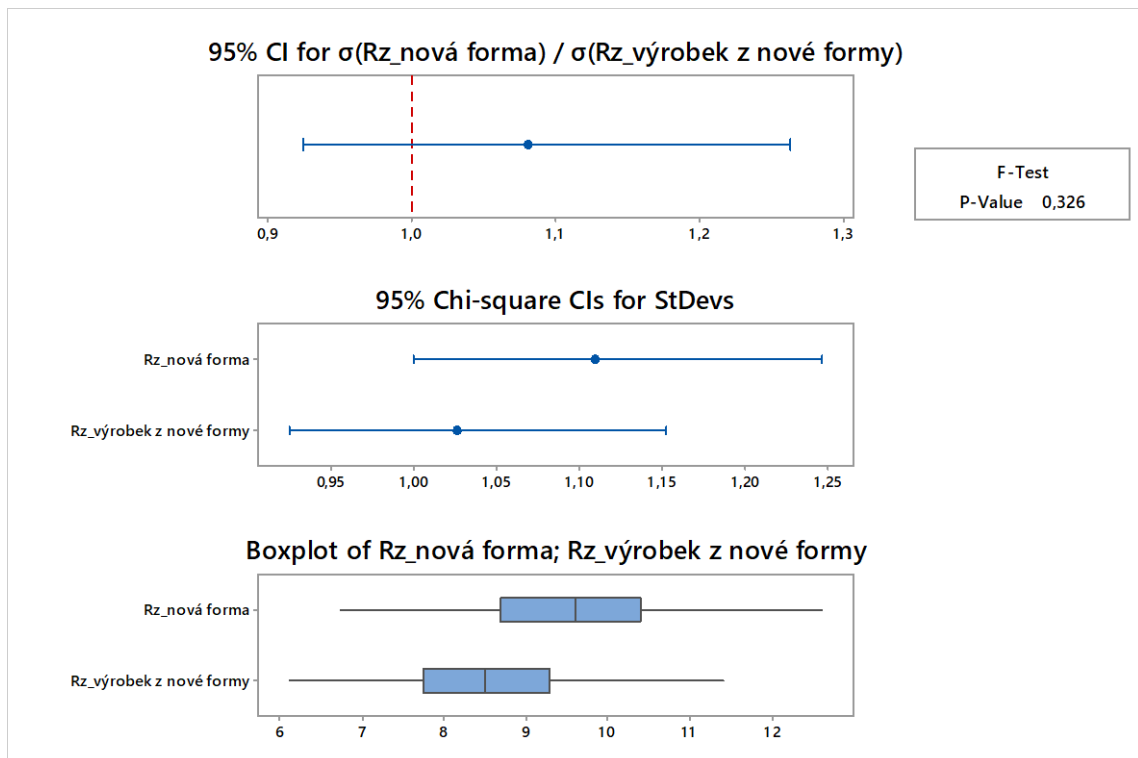 95% CI for σ(Rz_nová forma) / σ(Rz_výrobek z nové formy)
0,9 1,0 1,1 1,2 1,3
F-Test
P-Value 0,326
95% Chi-square CIs for StDevs
Rz_nová forma
Rz_výrobek z nové formy
0,95 1,00 1,05 1,10 1,15 1,20 1,25
Boxplot of Rz_nová forma; Rz_výrobek z nové formy
Rz_nová forma
Rz_výrobek z nové formy
6 7 8 9 10 11 12